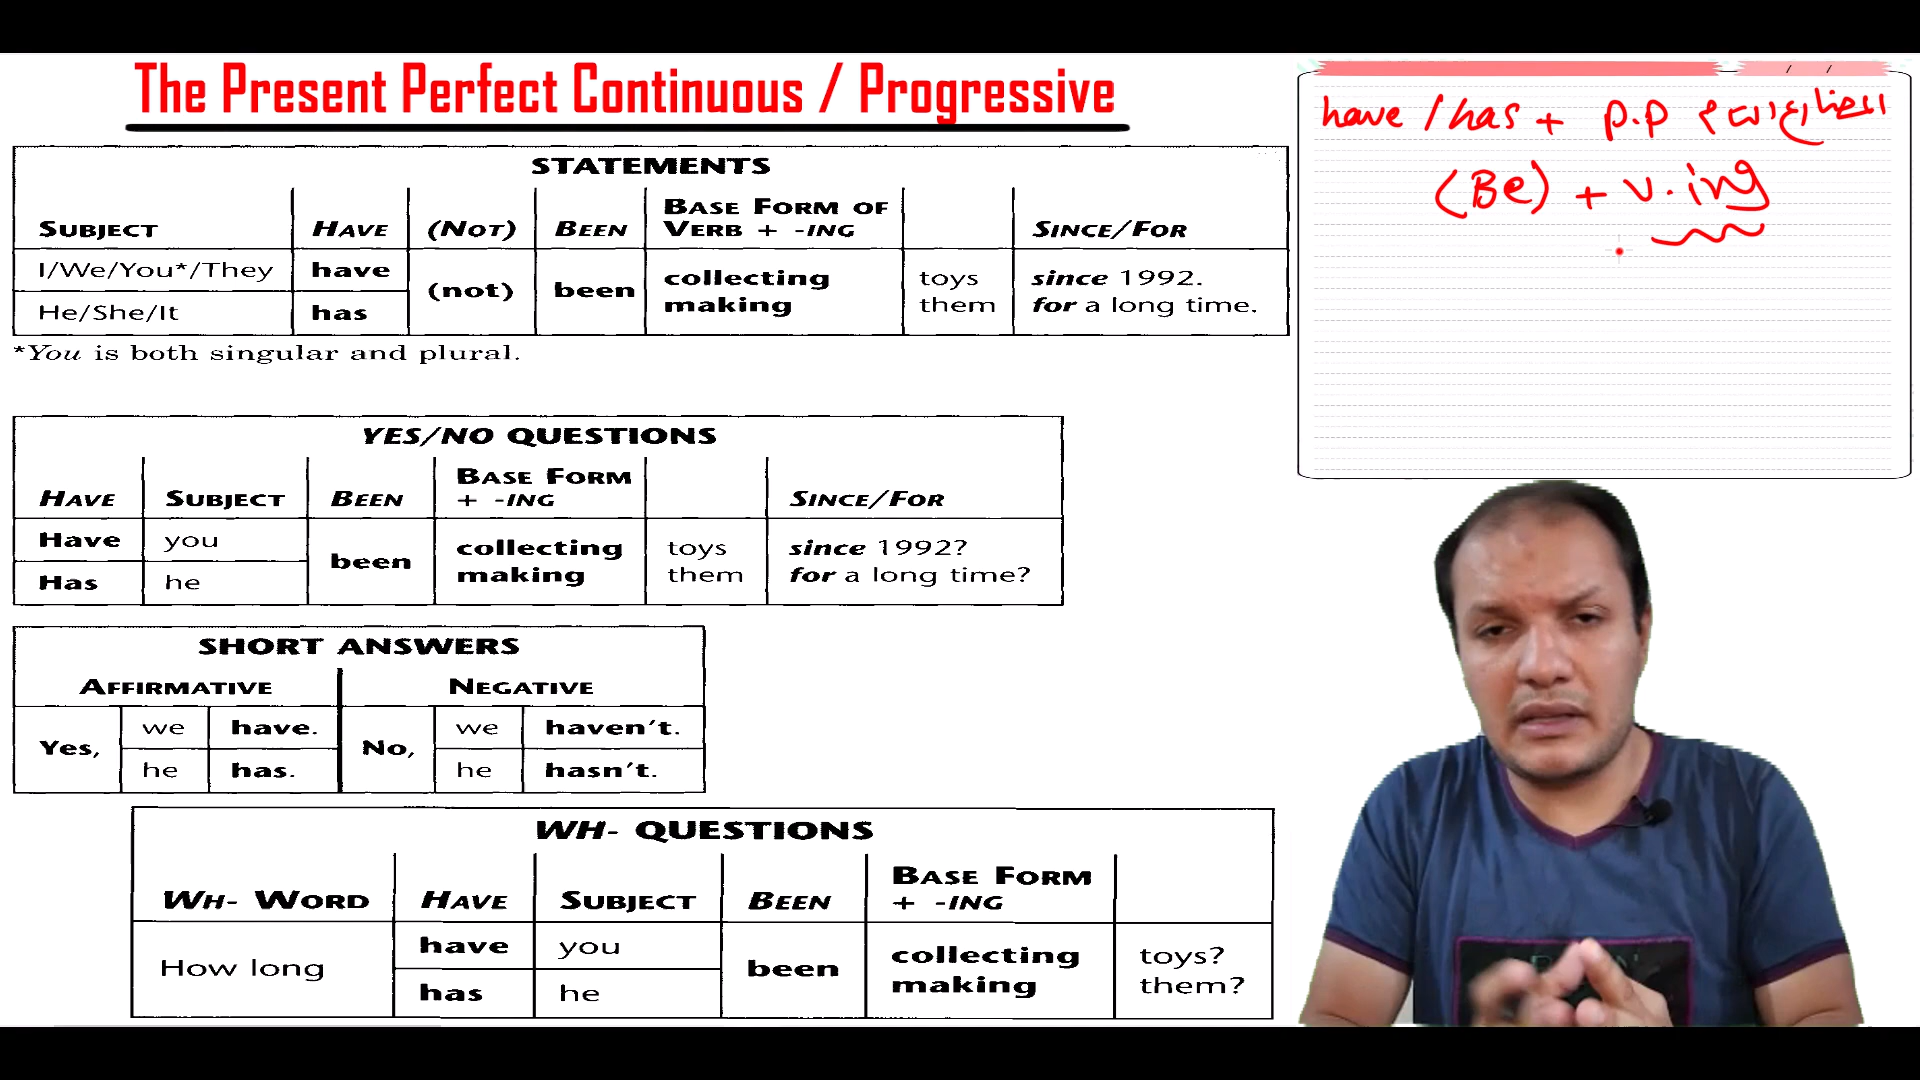 The Present Perfect Continuous / Progressive
have / has + p.p
(Be) + v.ing
STATEMENTS
SUBJECT HAVE (NOT) BEEN BASE FORM OF VERB + -ING SINCE/FOR
I/We/You*/They have (not) been collecting toys since 1992.
He/She/It has making them for a long time.
*You is both singular and plural.
YES/NO QUESTIONS
HAVE SUBJECT BEEN BASE FORM + -ING SINCE/FOR
Have you been collecting toys since 1992?
Has he making them for a long time?
SHORT ANSWERS
AFFIRMATIVE NEGATIVE
Yes, we have. No, we haven't.
he has. he hasn't.
WH- QUESTIONS
WH- WORD HAVE SUBJECT BEEN BASE FORM + -ING
How long have you been collecting toys?
has he making them?